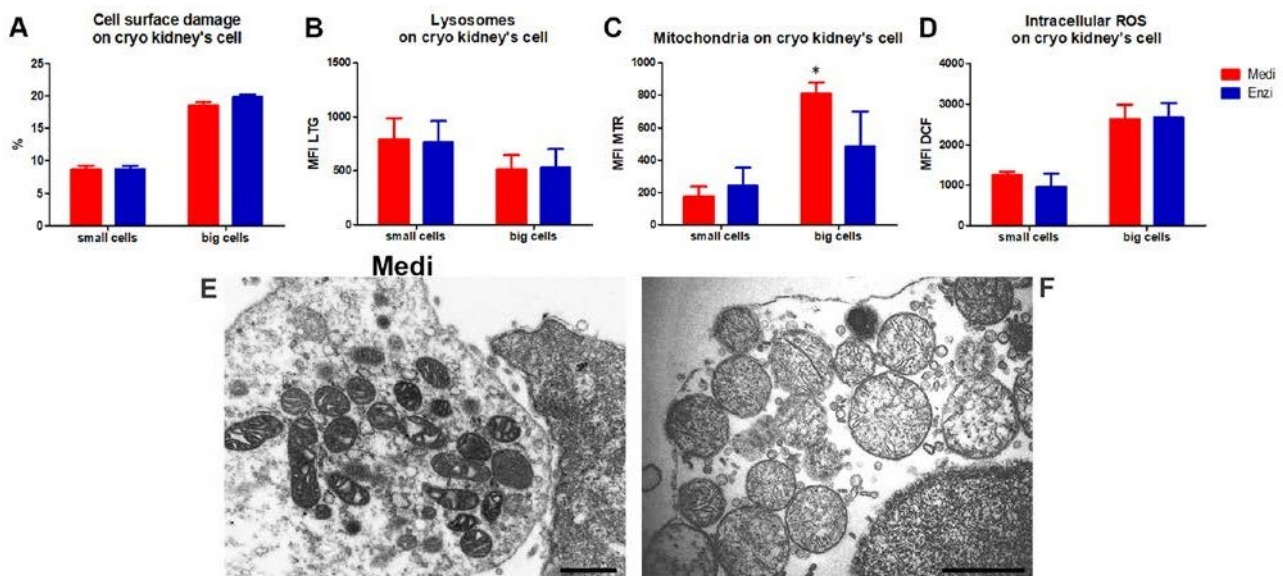 A
Cell surface damage
on cryo kidney's cell
%
25
20
15
10
5
0
small cells
big cells
B
Lysosomes
on cryo kidney's cell
MFI LTG
1500
1000
500
0
small cells
big cells
C
Mitochondria on cryo kidney's cell
MFI MTR
1000
800
600
400
200
0
*
small cells
big cells
D
Intracellular ROS
on cryo kidney's cell
MFI DCF
4000
3000
2000
1000
0
small cells
big cells
Medi
Enzi
Medi
E
F